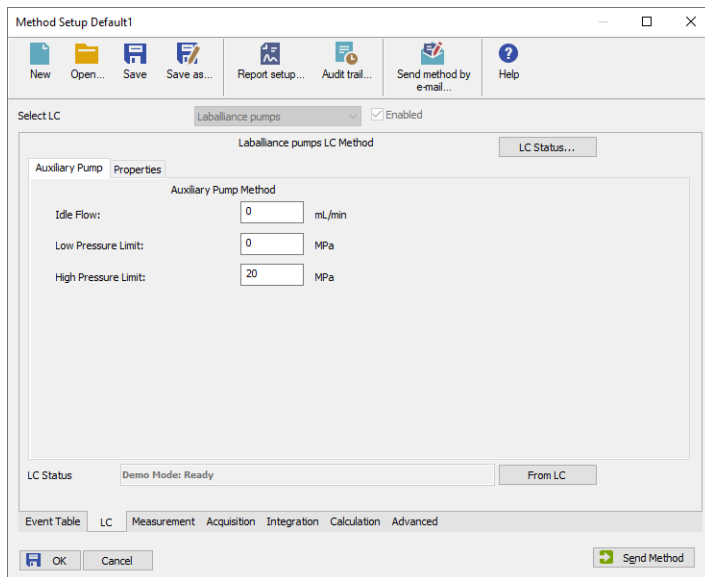 Method Setup Default1
New
Open...
Save
Save as...
Report setup...
Audit trail...
Send method by
e-mail...
Help
Select LC
Laballiance pumps
Enabled
Laballiance pumps LC Method
LC Status...
Auxiliary Pump
Properties
Auxiliary Pump Method
Idle Flow:
0
mL/min
Low Pressure Limit:
0
MPa
High Pressure Limit:
20
MPa
LC Status
Demo Mode: Ready
From LC
Event Table
LC
Measurement
Acquisition
Integration
Calculation
Advanced
OK
Cancel
Send Method